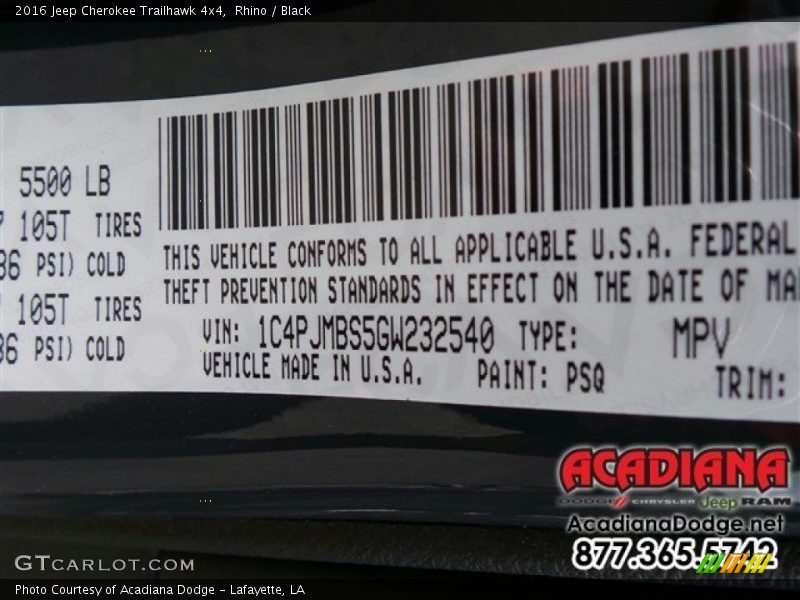 2016 Jeep Cherokee Trailhawk 4x4,  Rhino / Black
5500 LB
105T TIRES
PSI) COLD
105T TIRES
PSI) COLD
THIS VEHICLE CONFORMS TO ALL APPLICABLE U.S.A. FEDERAL
THEFT PREVENTION STANDARDS IN EFFECT ON THE DATE OF MA
VIN: 1C4PJMBS5GW232540 TYPE: MPV
VEHICLE MADE IN U.S.A. PAINT: PSQ TRIM:
ACADIANA
DODGE CHRYSLER Jeep RAM
AcadianaDodge.net
877.365.5742
GTCARLOT.COM
Photo Courtesy of Acadiana Dodge – Lafayette, LA